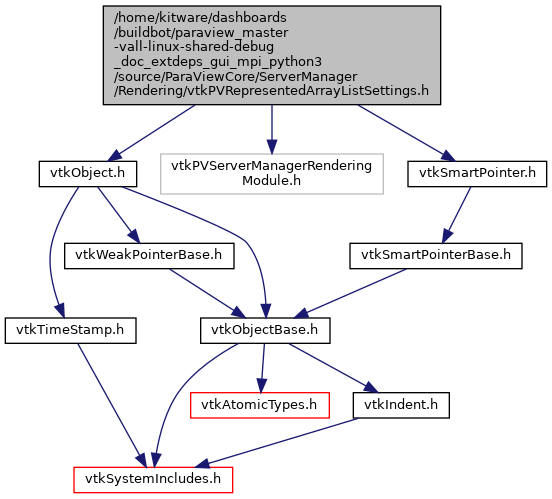 /home/kitware/dashboards
/buildbot/paraview_master
-vall-linux-shared-debug
_doc_extdeps_gui_mpi_python3
/source/ParaViewCore/ServerManager
/Rendering/vtkPVRepresentedArrayListSettings.h
vtkObject.h
vtkPVServerManagerRendering
Module.h
vtkSmartPointer.h
vtkWeakPointerBase.h
vtkSmartPointerBase.h
vtkTimeStamp.h
vtkObjectBase.h
vtkAtomicTypes.h
vtkIndent.h
vtkSystemIncludes.h